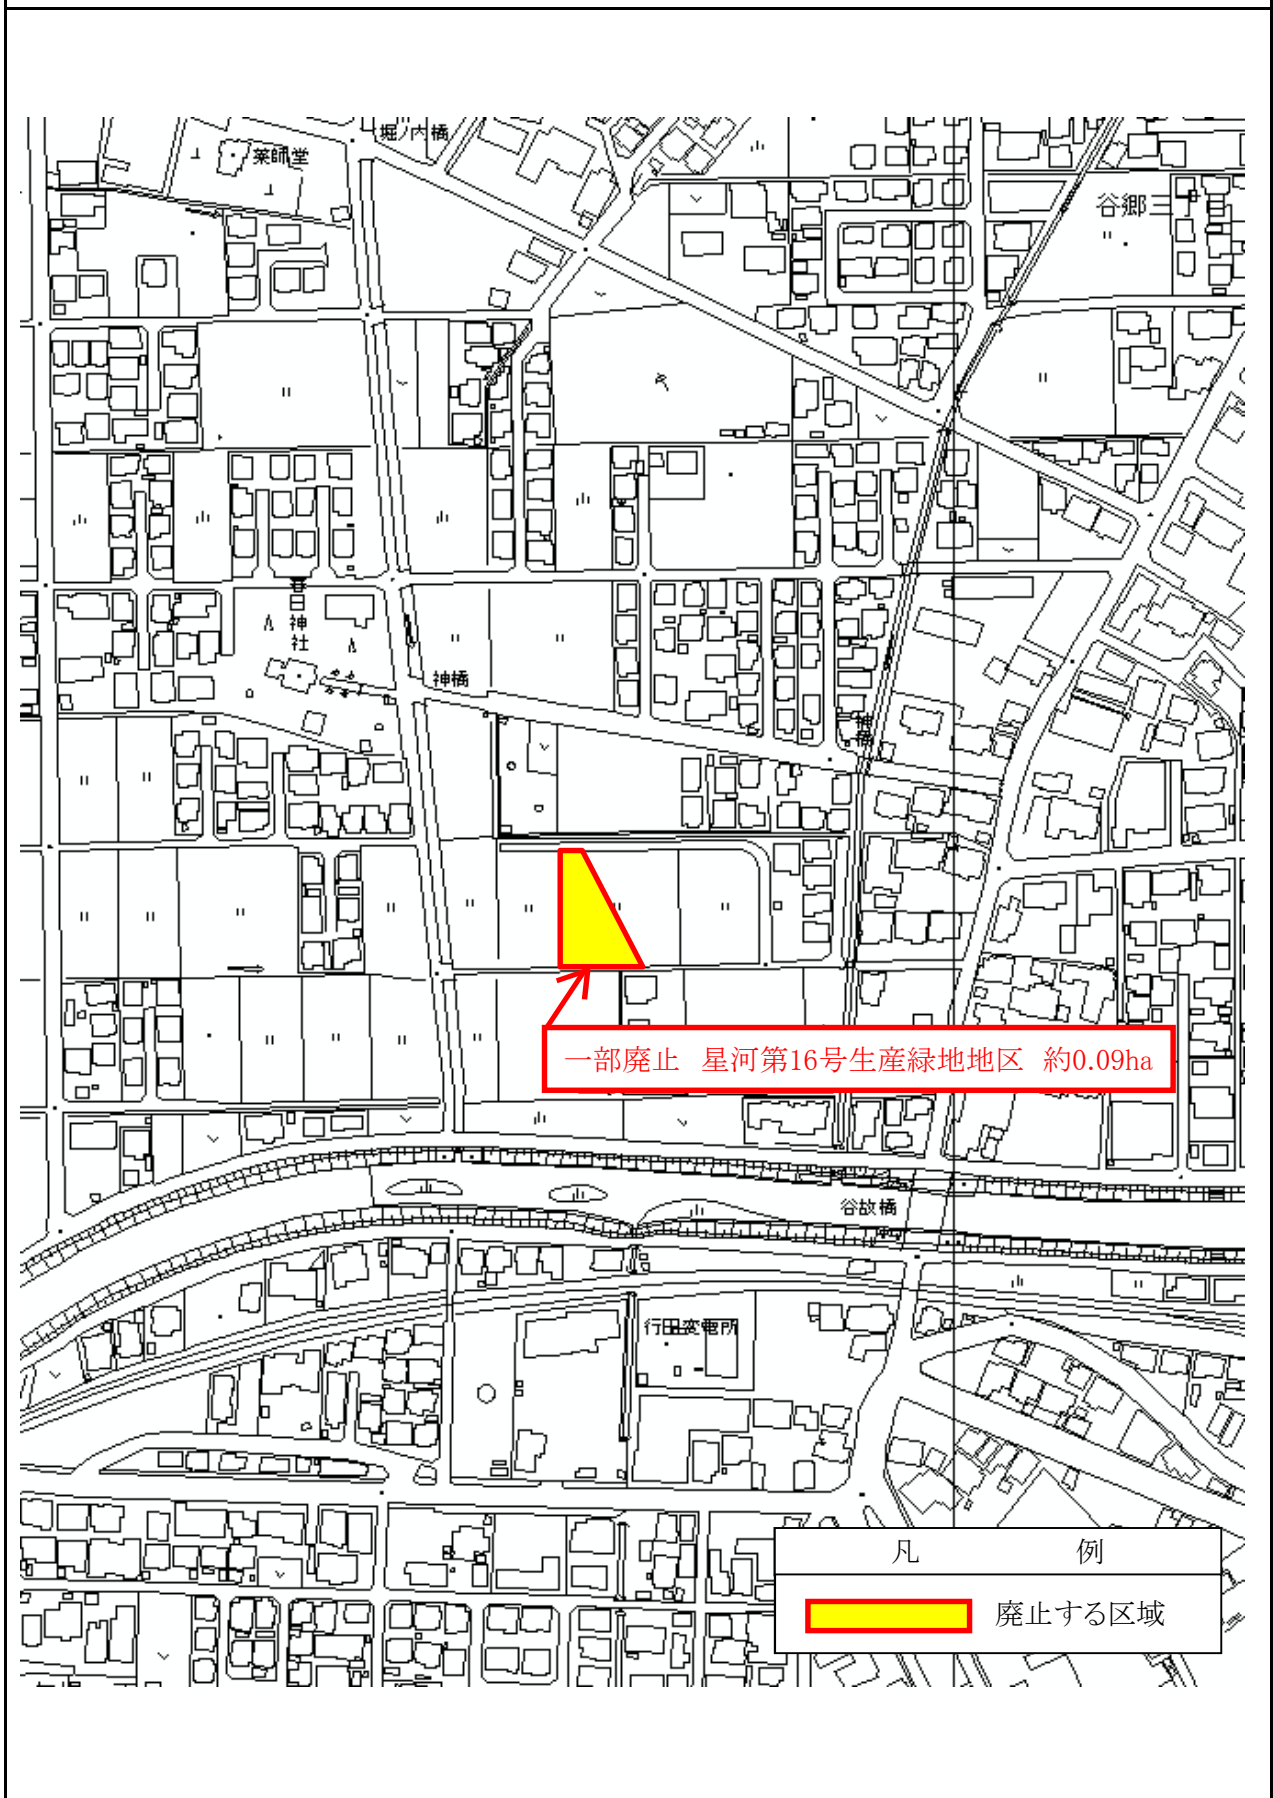 堀ノ内橋
薬師堂
谷郷三
春日神社
神橋
神橋
一部廃止 星河第16号生産緑地地区 約0.09ha
谷故橋
行田変電所
凡 例
廃止する区域